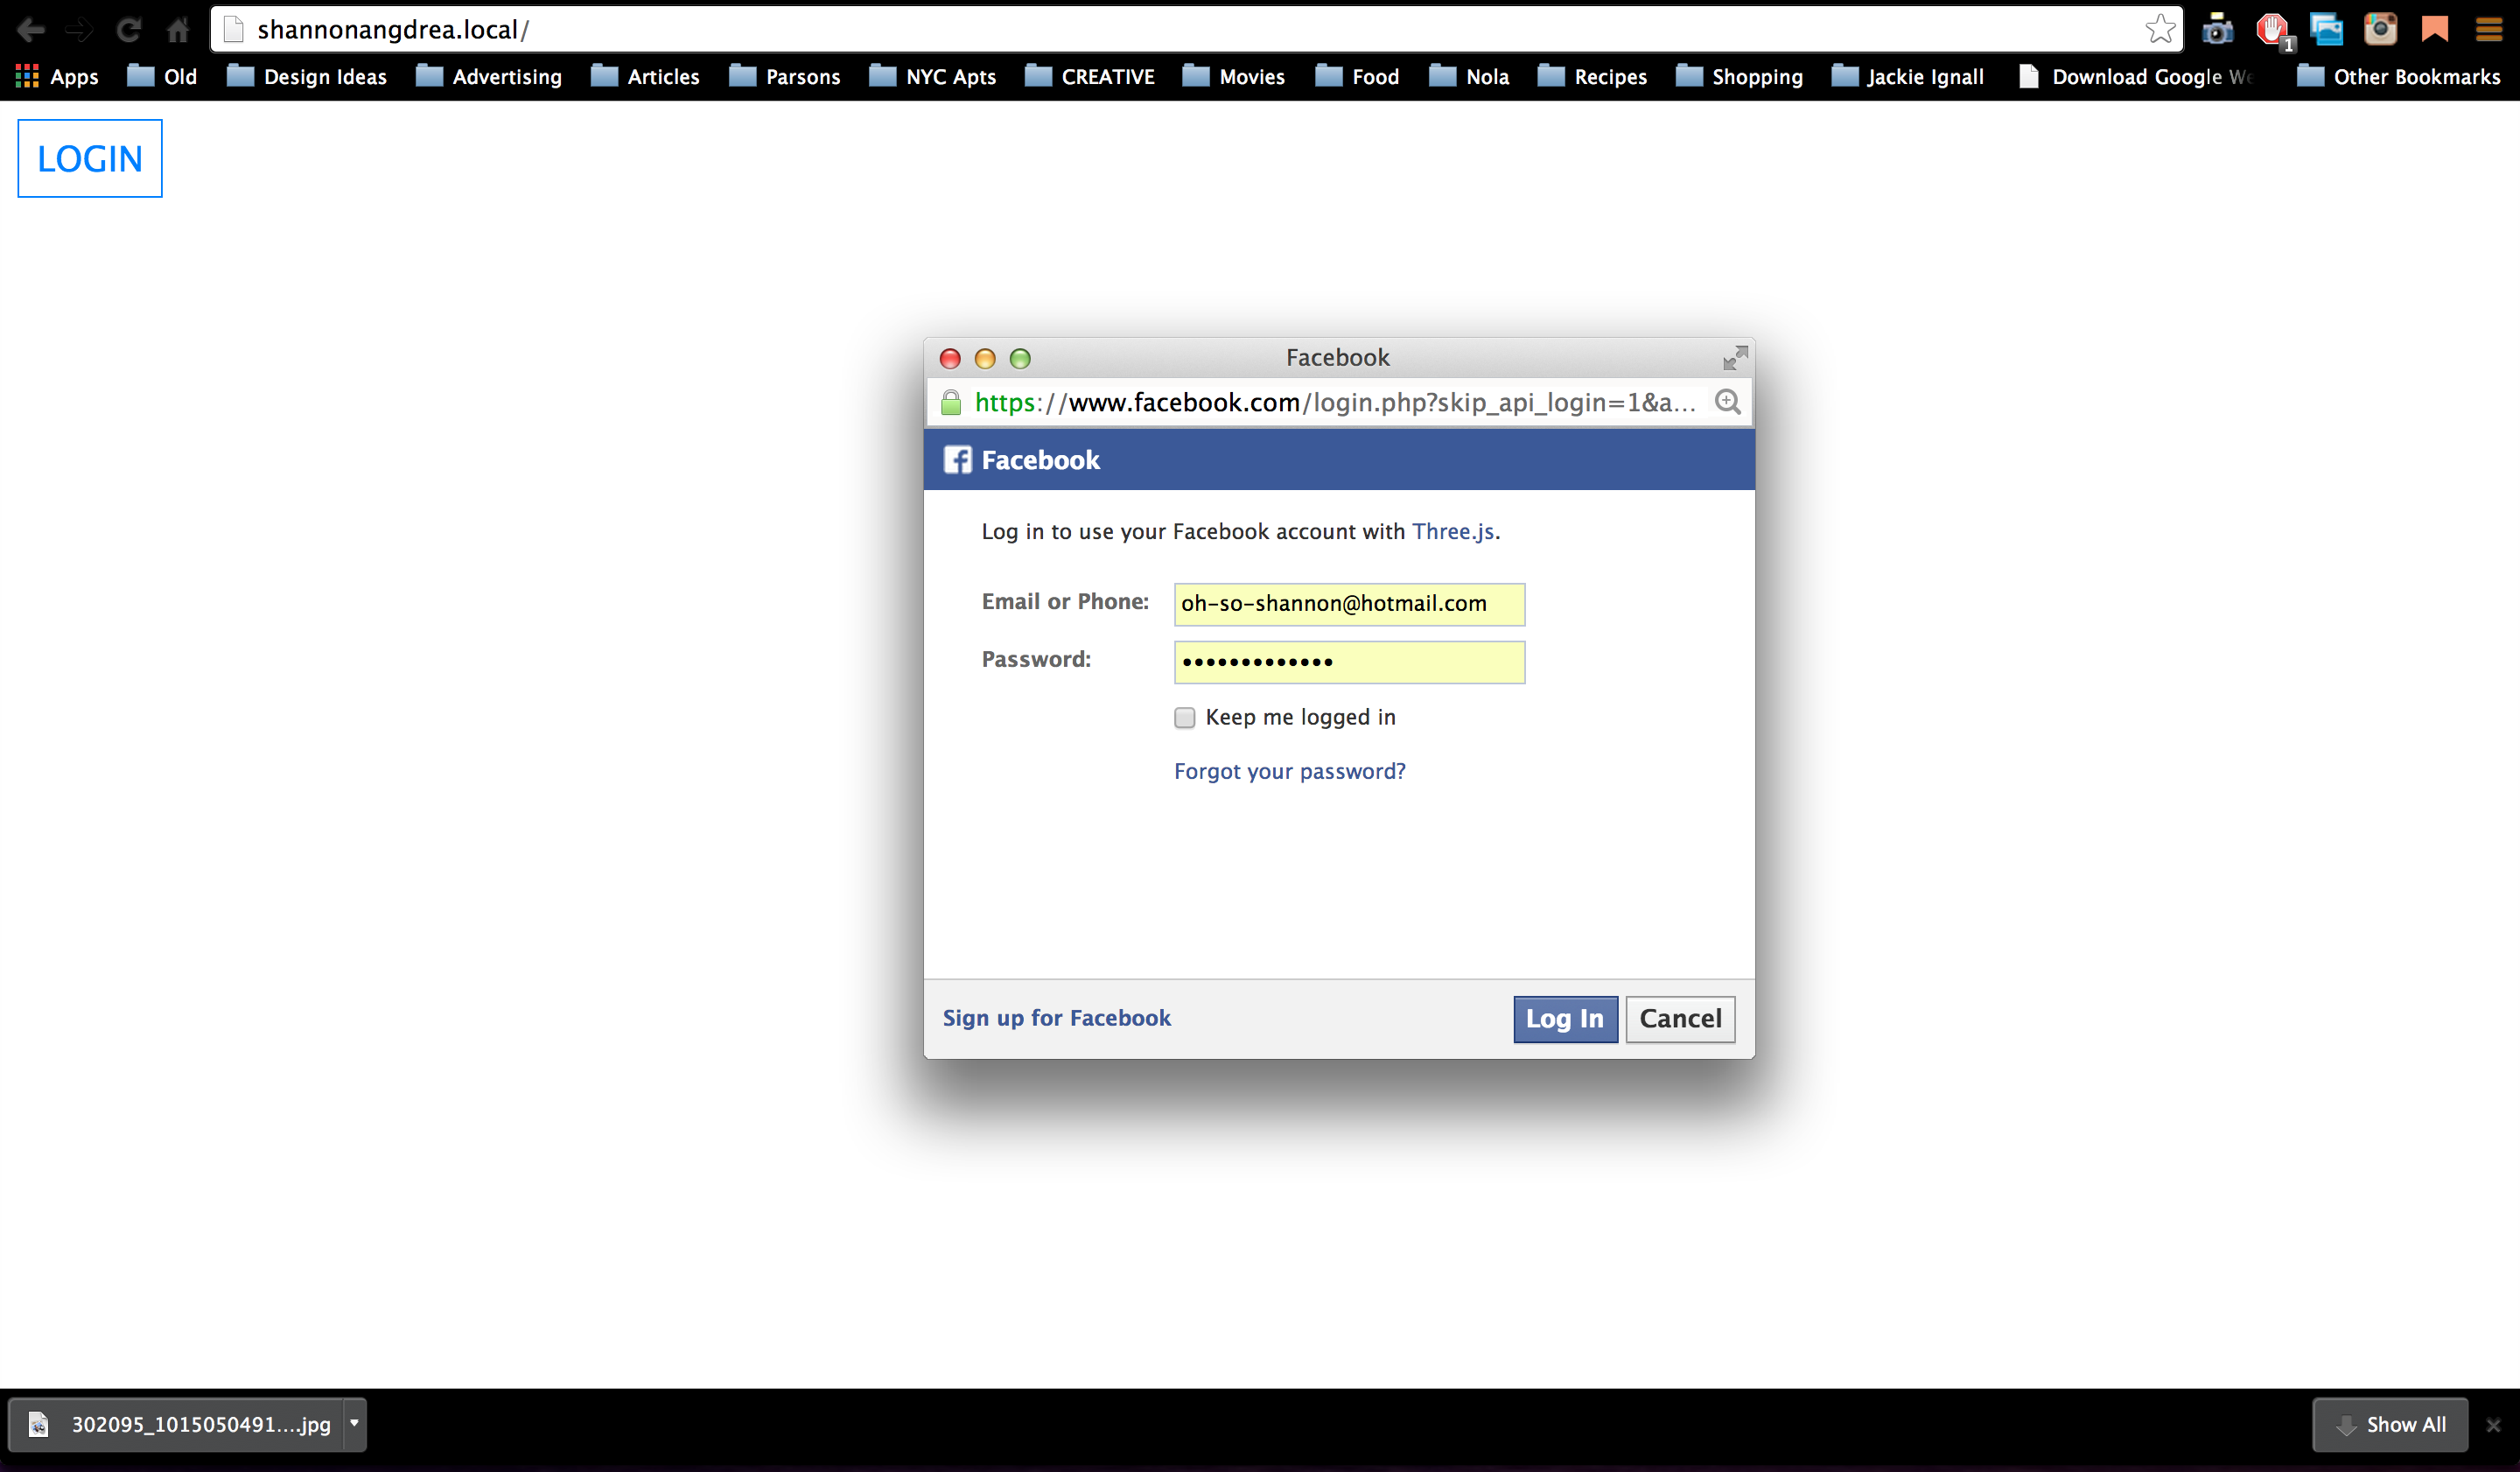 shannonangdrea.local/
1
Apps Old Design Ideas Advertising Articles Parsons NYC Apts CREATIVE Movies Food Nola Recipes Shopping Jackie Ignall Download Google Other Bookmarks
LOGIN
Facebook
https://www.facebook.com/login.php?skip_api_login=1&a...
Facebook
Log in to use your Facebook account with Three.js.
Email or Phone: oh-so-shannon@hotmail.com
Password: •••••••••••••
Keep me logged in
Forgot your password?
Sign up for Facebook Log In Cancel
302095_1015050491....jpg Show All